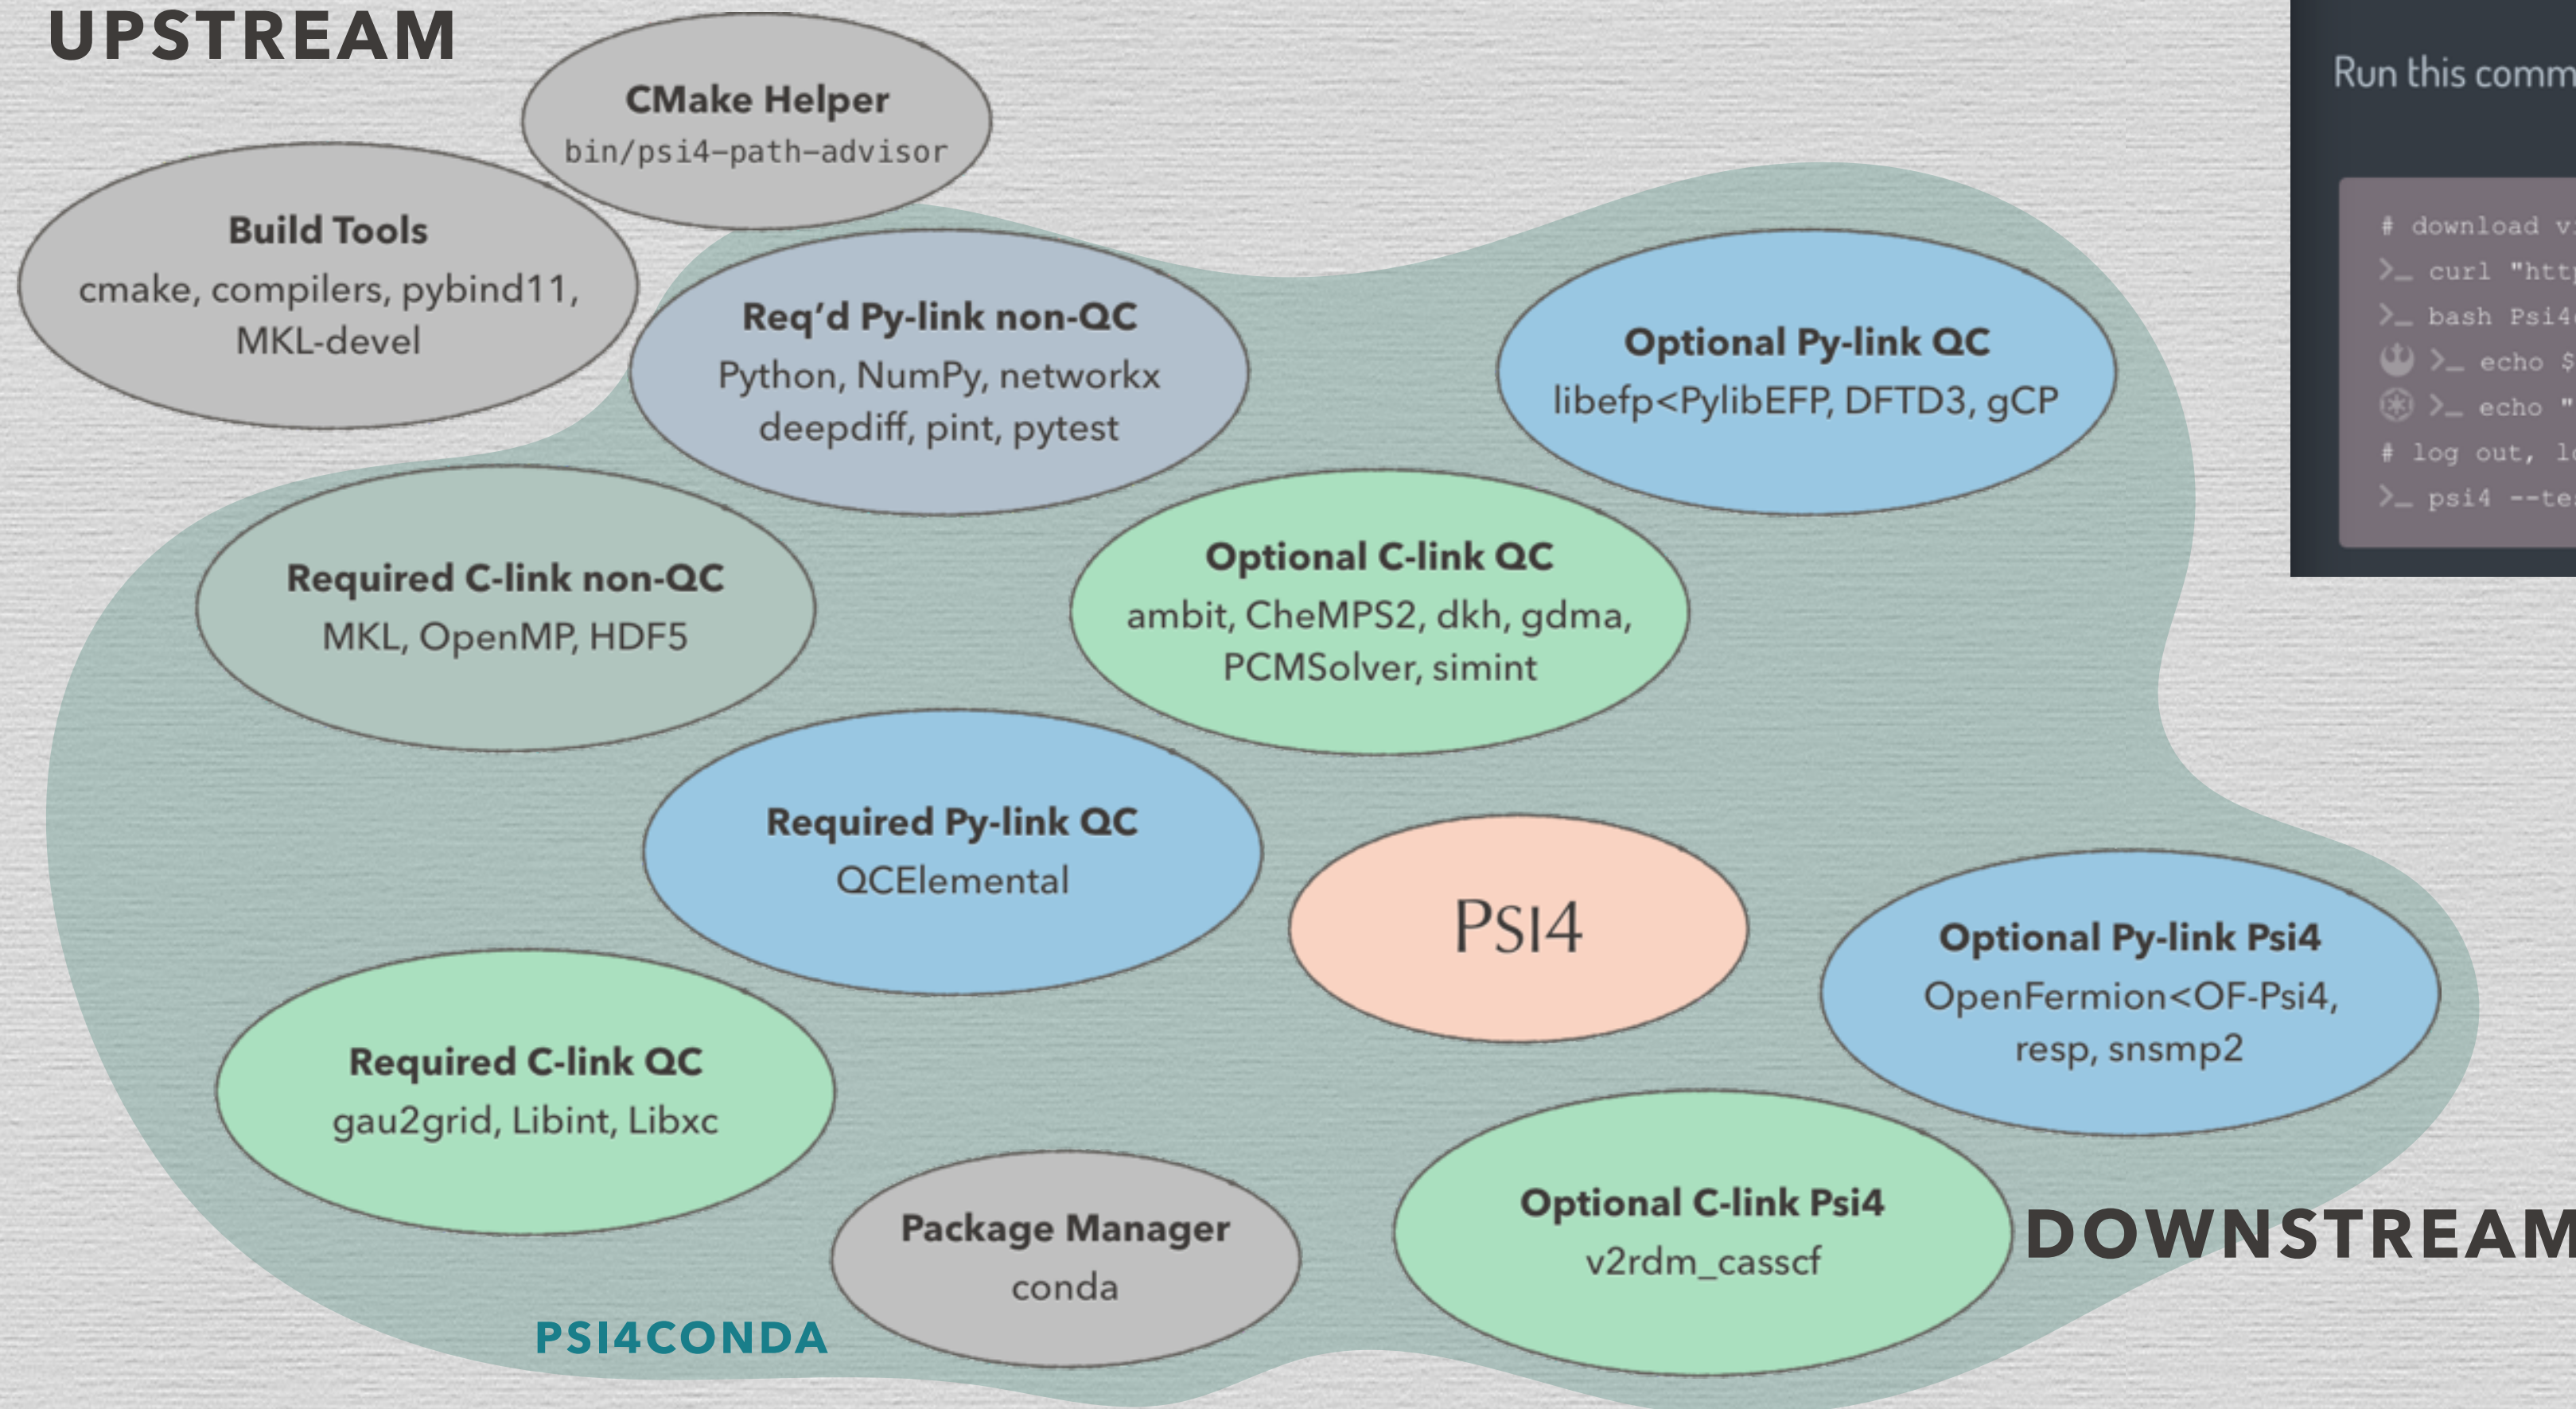 UPSTREAM
CMake Helper
bin/psi4-path-advisor
Build Tools
cmake, compilers, pybind11,
MKL-devel
Req’d Py-link non-QC
Python, NumPy, networkx
deepdiff, pint, pytest
Optional Py-link QC
libefp<PylibEFP, DFTD3, gCP
Required C-link non-QC
MKL, OpenMP, HDF5
Optional C-link QC
ambit, CheMPS2, dkh, gdma,
PCMSolver, simint
Required Py-link QC
QCElemental
PSI4
Optional Py-link Psi4
OpenFermion<OF-Psi4,
resp, snsmp2
Required C-link QC
gau2grid, Libint, Libxc
Package Manager
conda
Optional C-link Psi4
v2rdm_casscf
DOWNSTREAM
PSI4CONDA
Run this
# download
>_ curl
>_ bash
>_ echo
>_ echo
# log out,
>_ psi4